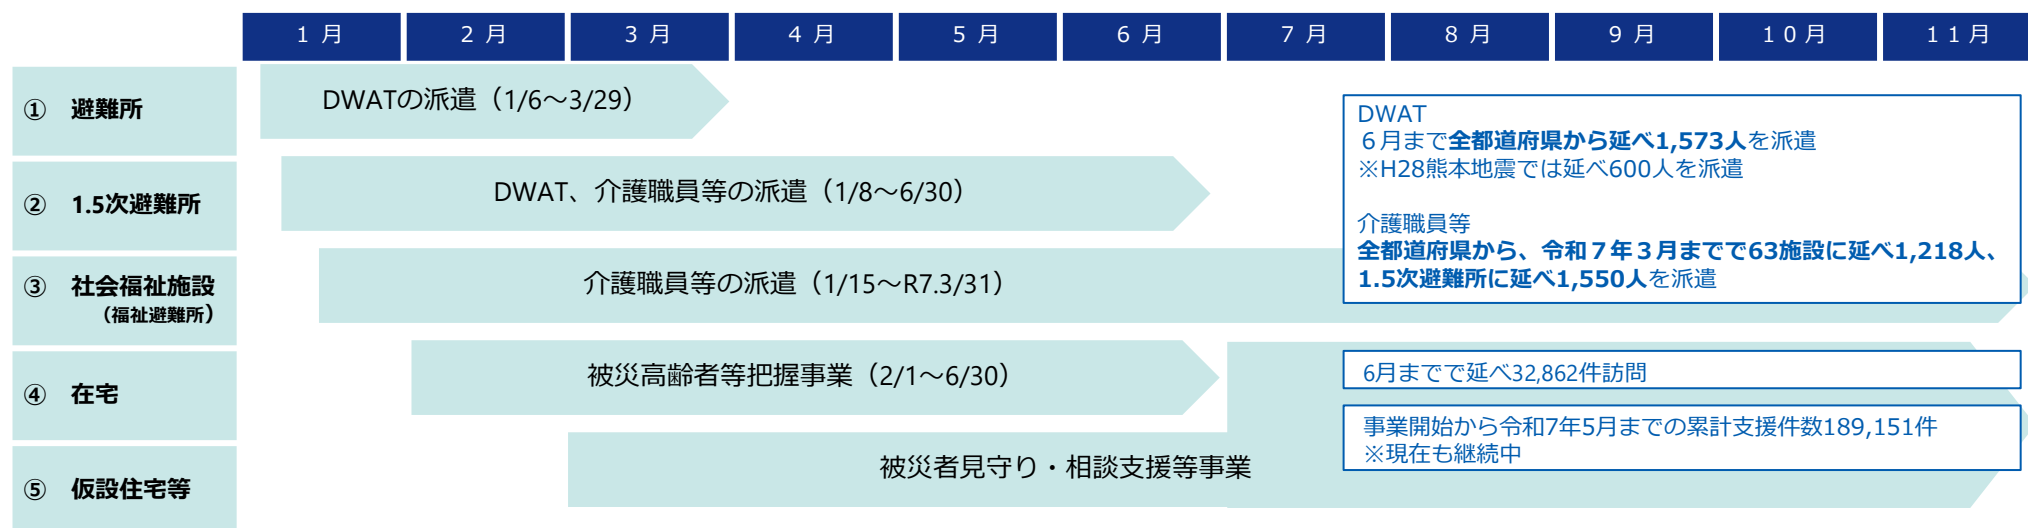 1月 2月 3月 4月 5月 6月 7月 8月 9月 10月 11月
① 避難所
DWATの派遣（1/6～3/29）
② 1.5次避難所
DWAT、介護職員等の派遣（1/8～6/30）
③ 社会福祉施設
（福祉避難所）
介護職員等の派遣（1/15～R7.3/31）
DWAT
６月まで全都道府県から延べ1,573人を派遣
※H28熊本地震では延べ600人を派遣
介護職員等
全都道府県から、令和７年３月までで63施設に延べ1,218人、
1.5次避難所に延べ1,550人を派遣
④ 在宅
被災高齢者等把握事業（2/1～6/30）
6月までで延べ32,862件訪問
⑤ 仮設住宅等
被災者見守り・相談支援等事業
事業開始から令和7年5月までの累計支援件数189,151件
※現在も継続中